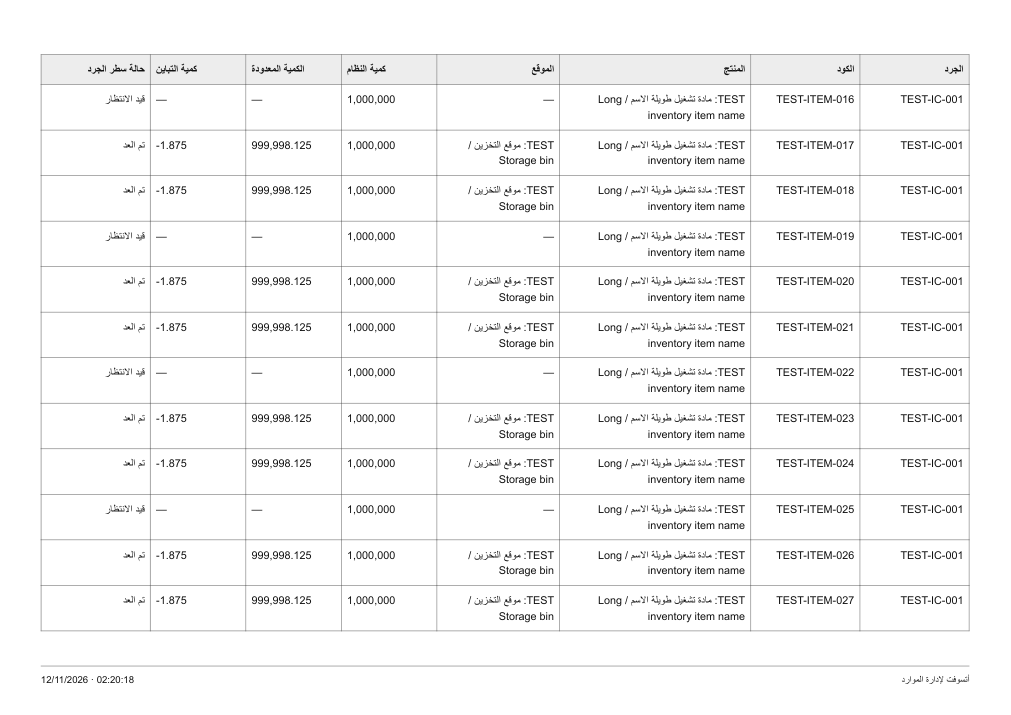 الجرد الكود المنتج الموقع كمية النظام الكمية المعدودة كمية التباين حالة سطر الجرد
TEST-IC-001 TEST-ITEM-016 TEST: مادة تشغيل طويلة الاسم / Long — 1,000,000 — — قيد الانتظار
inventory item name
TEST-IC-001 TEST-ITEM-017 TEST: مادة تشغيل طويلة الاسم / Long TEST: موقع التخزين / 1,000,000 999,998.125 -1.875 تم العد
inventory item name Storage bin
TEST-IC-001 TEST-ITEM-018 TEST: مادة تشغيل طويلة الاسم / Long TEST: موقع التخزين / 1,000,000 999,998.125 -1.875 تم العد
inventory item name Storage bin
TEST-IC-001 TEST-ITEM-019 TEST: مادة تشغيل طويلة الاسم / Long — 1,000,000 — — قيد الانتظار
inventory item name
TEST-IC-001 TEST-ITEM-020 TEST: مادة تشغيل طويلة الاسم / Long TEST: موقع التخزين / 1,000,000 999,998.125 -1.875 تم العد
inventory item name Storage bin
TEST-IC-001 TEST-ITEM-021 TEST: مادة تشغيل طويلة الاسم / Long TEST: موقع التخزين / 1,000,000 999,998.125 -1.875 تم العد
inventory item name Storage bin
TEST-IC-001 TEST-ITEM-022 TEST: مادة تشغيل طويلة الاسم / Long — 1,000,000 — — قيد الانتظار
inventory item name
TEST-IC-001 TEST-ITEM-023 TEST: مادة تشغيل طويلة الاسم / Long TEST: موقع التخزين / 1,000,000 999,998.125 -1.875 تم العد
inventory item name Storage bin
TEST-IC-001 TEST-ITEM-024 TEST: مادة تشغيل طويلة الاسم / Long TEST: موقع التخزين / 1,000,000 999,998.125 -1.875 تم العد
inventory item name Storage bin
TEST-IC-001 TEST-ITEM-025 TEST: مادة تشغيل طويلة الاسم / Long — 1,000,000 — — قيد الانتظار
inventory item name
TEST-IC-001 TEST-ITEM-026 TEST: مادة تشغيل طويلة الاسم / Long TEST: موقع التخزين / 1,000,000 999,998.125 -1.875 تم العد
inventory item name Storage bin
TEST-IC-001 TEST-ITEM-027 TEST: مادة تشغيل طويلة الاسم / Long TEST: موقع التخزين / 1,000,000 999,998.125 -1.875 تم العد
inventory item name Storage bin
أتسوفت لإدارة الموارد 12/11/2026 · 02:20:18